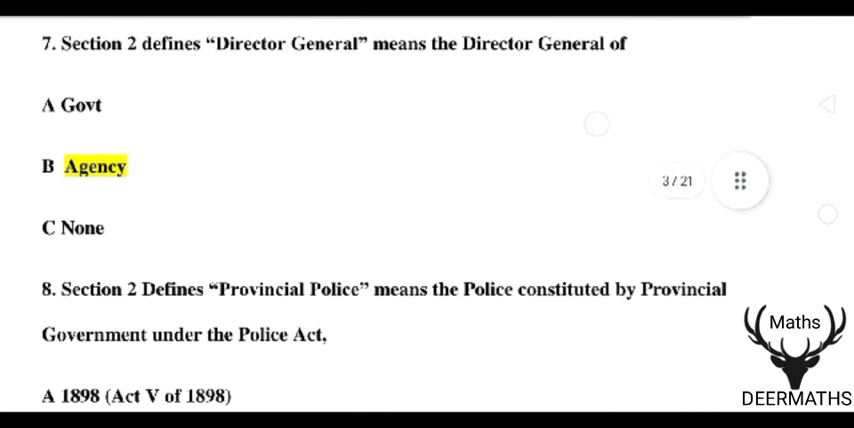 7. Section 2 defines “Director General” means the Director General of
A Govt
B Agency
3 / 21
C None
8. Section 2 Defines “Provincial Police” means the Police constituted by Provincial
Government under the Police Act,
Maths
A 1898 (Act V of 1898)
DEERMATHS